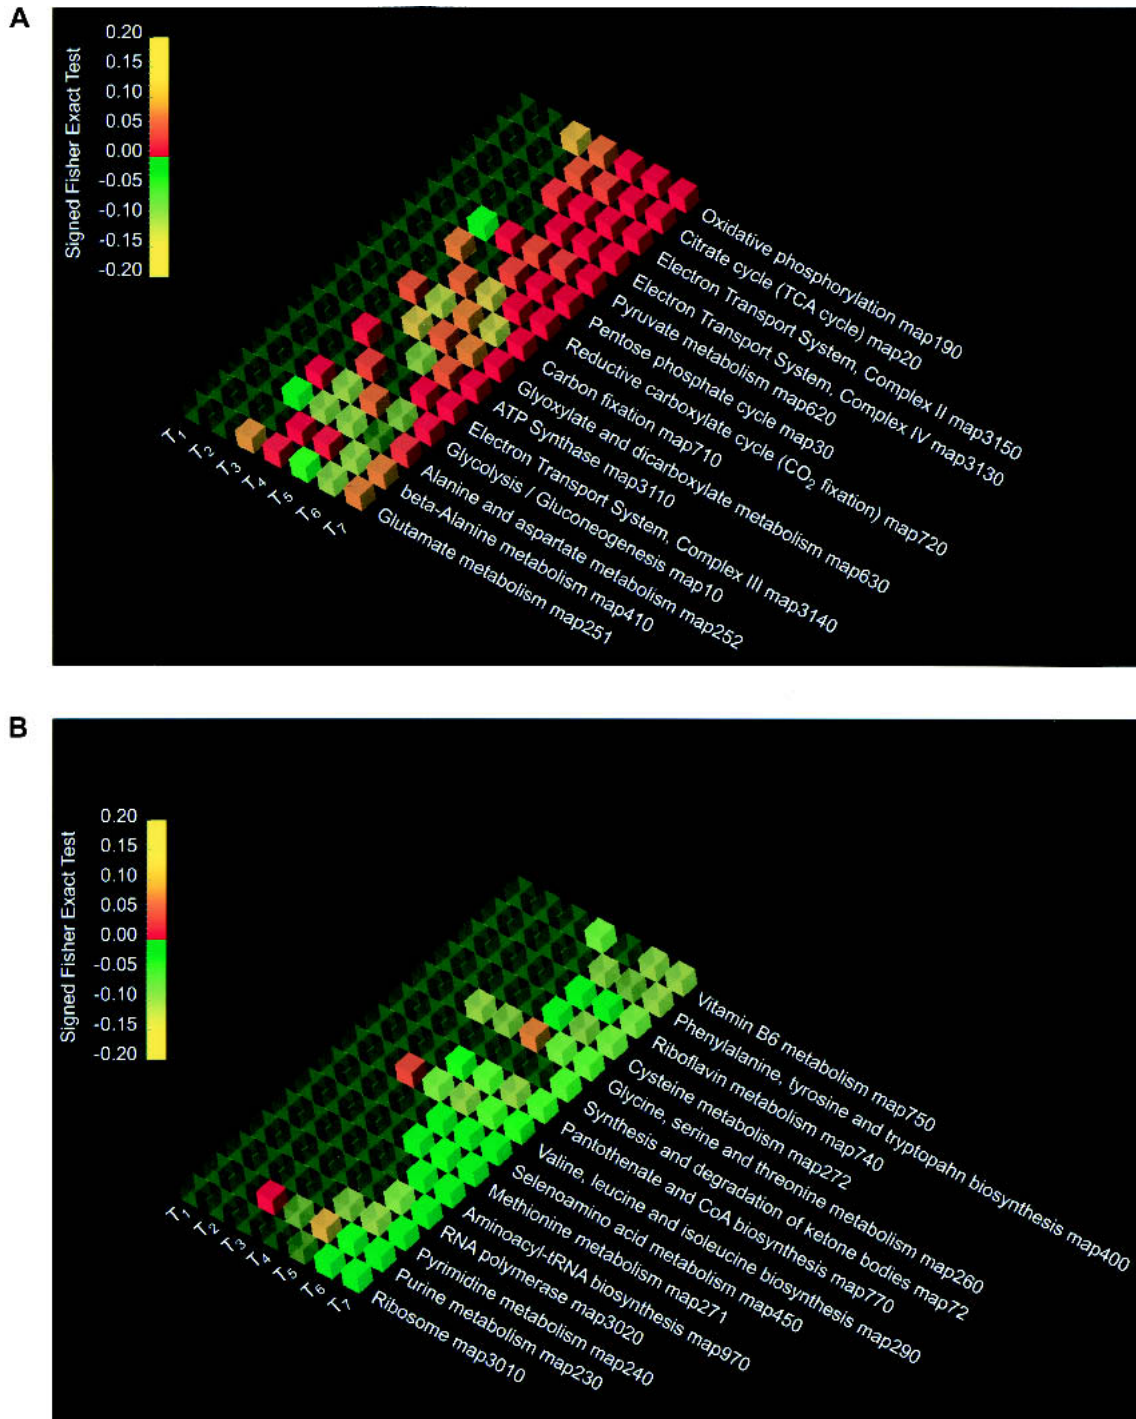 A
Signed Fisher Exact Test
0.20
0.15
0.10
0.05
0.00
-0.05
-0.10
-0.15
-0.20
T1
T2
T3
T4
T5
T6
T7
Oxidative phosphorylation map190
Citrate cycle (TCA cycle) map20
Electron Transport System, Complex II map3150
Electron Transport System, Complex IV map3130
Pyruvate metabolism map620
Pentose phosphate cycle map30
Reductive carboxylate cycle (CO2 fixation) map720
Carbon fixation map710
Glyoxylate and dicarboxylate metabolism map630
ATP Synthase map3110
Electron Transport System, Complex III map3140
Glycolysis / Gluconeogenesis map10
Alanine and aspartate metabolism map252
beta-Alanine metabolism map410
Glutamate metabolism map251
B
Signed Fisher Exact Test
0.20
0.15
0.10
0.05
0.00
-0.05
-0.10
-0.15
-0.20
T1
T2
T3
T4
T5
T6
T7
Vitamin B6 metabolism map750
Phenylalanine, tyrosine and tryptopahn biosynthesis map400
Riboflavin metabolism map740
Cysteine metabolism map272
Glycine, serine and threonine metabolism map260
Synthesis and degradation of ketone bodies map72
Pantothenate and CoA biosynthesis map770
Valine, leucine and isoleucine biosynthesis map290
Selenoamino acid metabolism map450
Methionine metabolism map271
Aminoacyl-tRNA biosynthesis map970
RNA polymerase map3020
Pyrimidine metabolism map240
Purine metabolism map230
Ribosome map3010